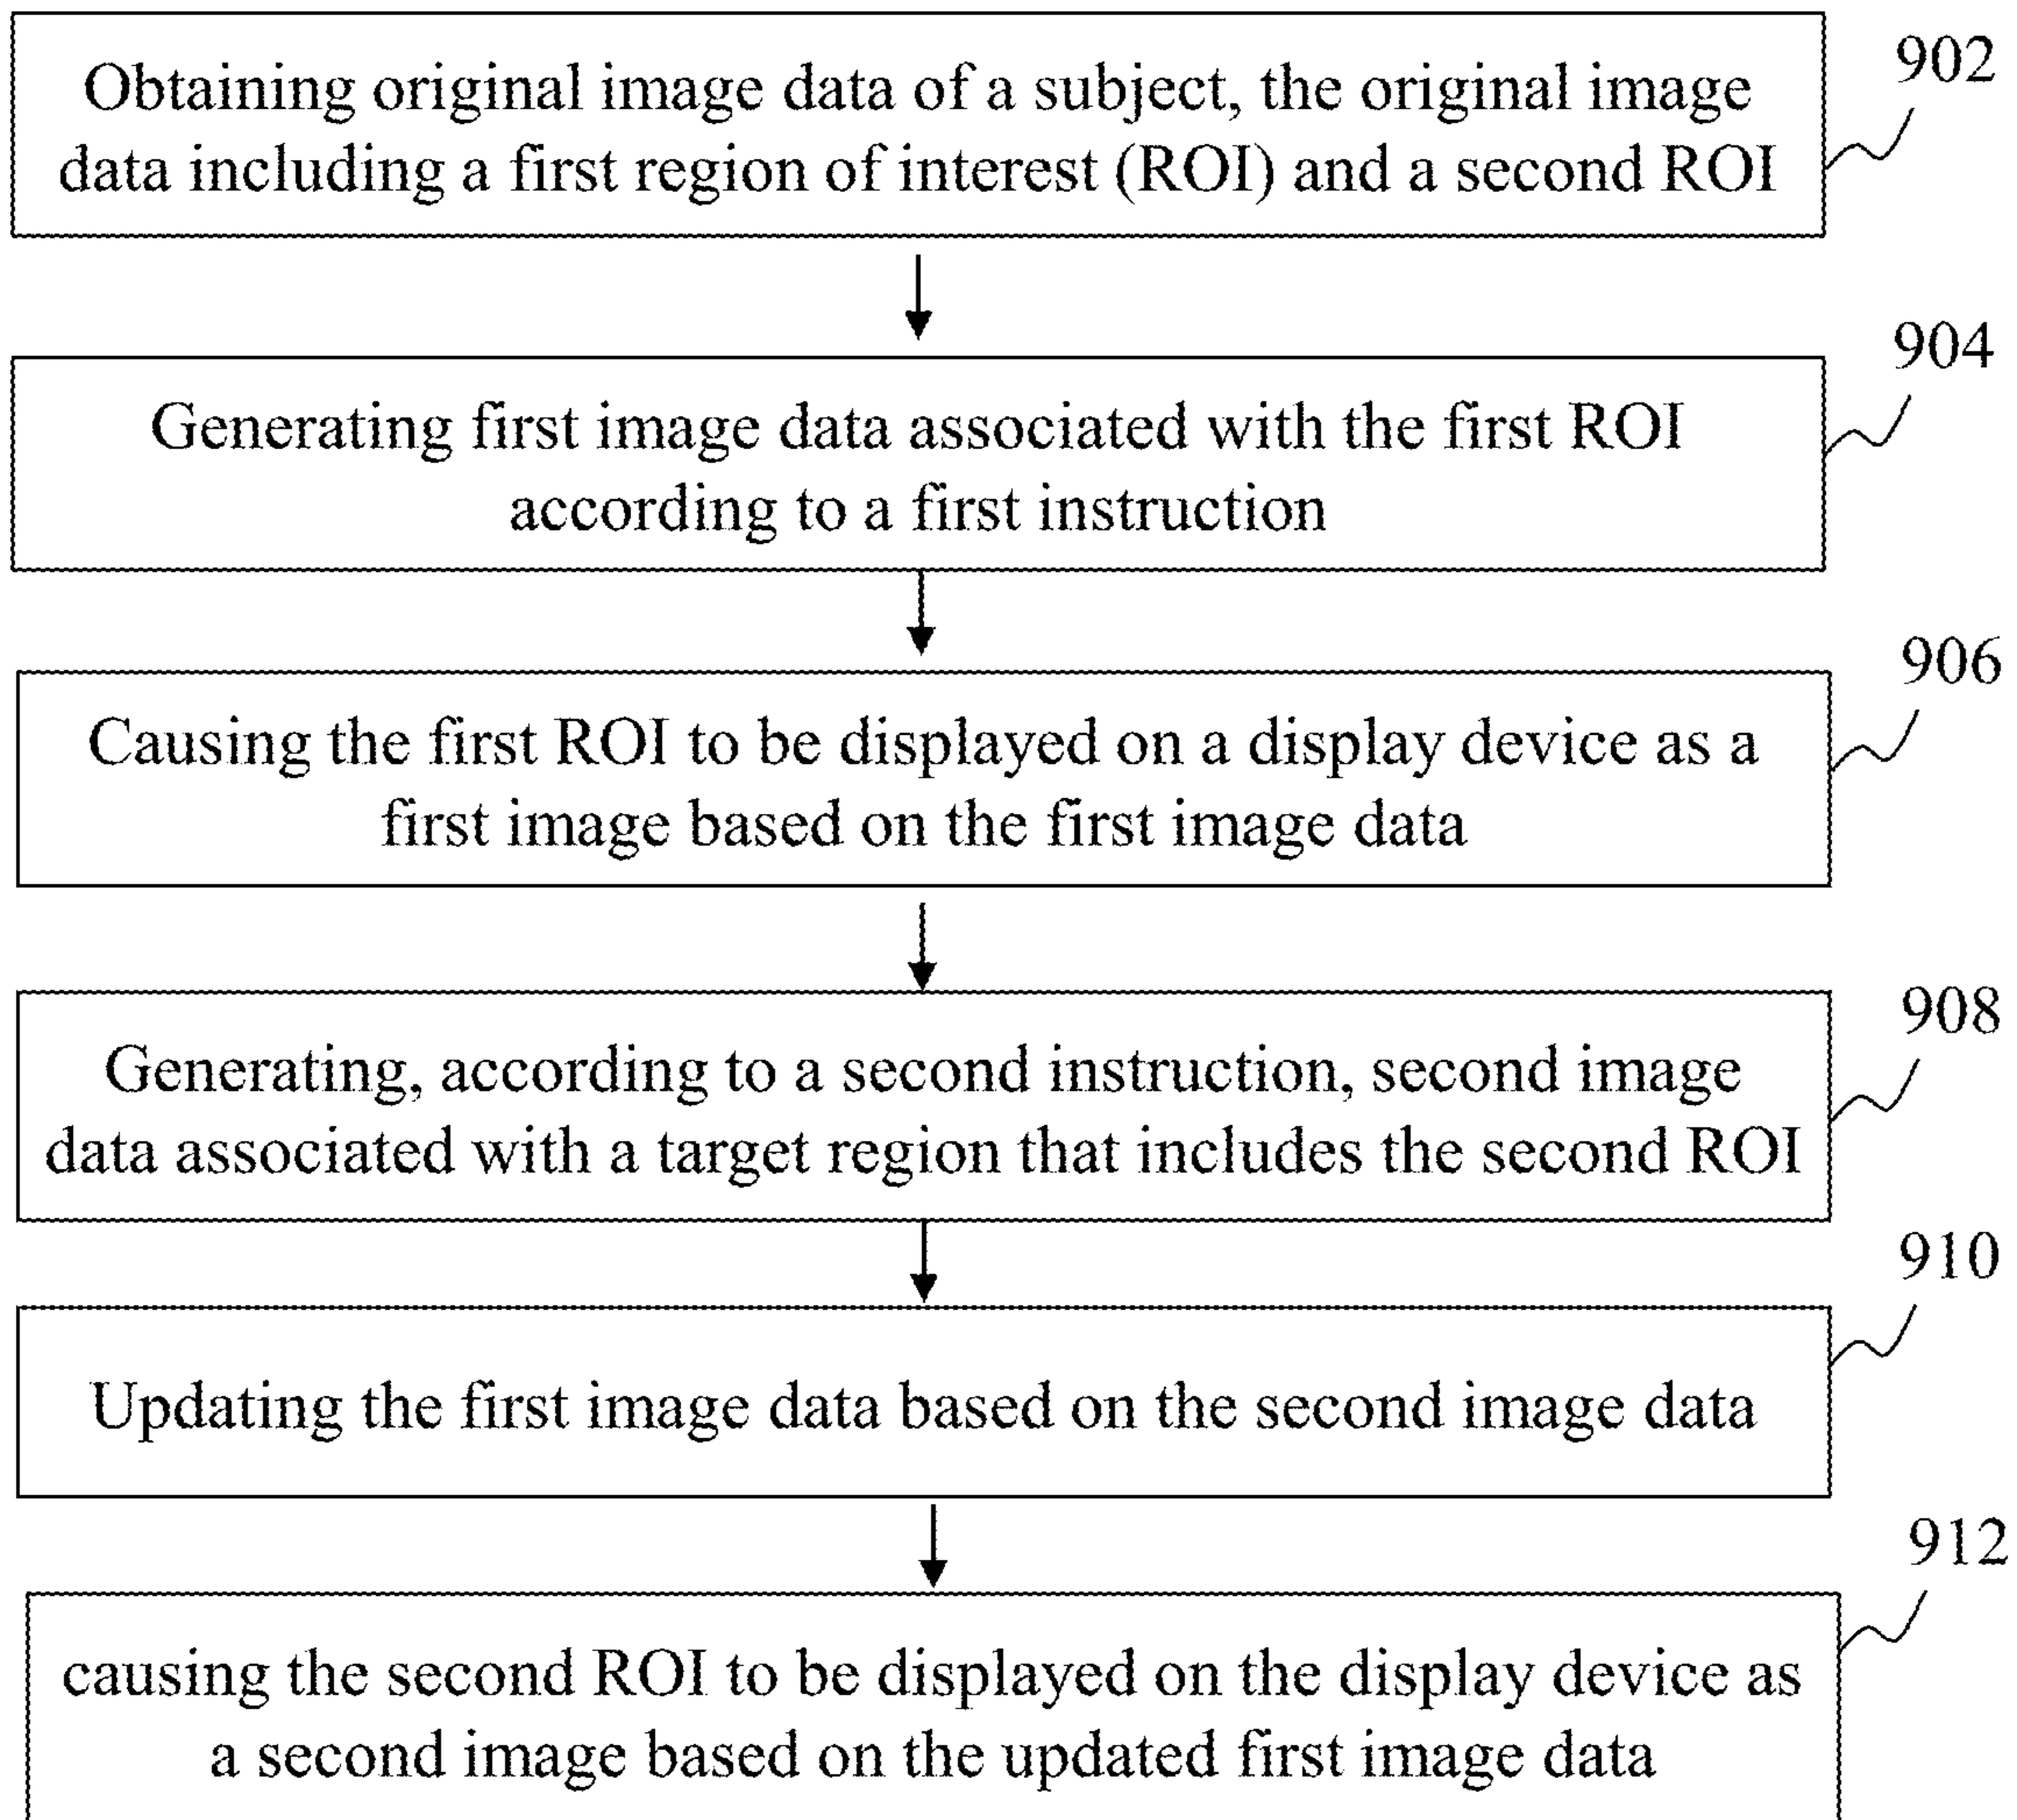 902
Obtaining original image data of a subject, the original image
data including a first region of interest (ROI) and a second ROI
904
Generating first image data associated with the first ROI
according to a first instruction
906
Causing the first ROI to be displayed on a display device as a
first image based on the first image data
908
Generating, according to a second instruction, second image
data associated with a target region that includes the second ROI
910
Updating the first image data based on the second image data
912
causing the second ROI to be displayed on the display device as
a second image based on the updated first image data